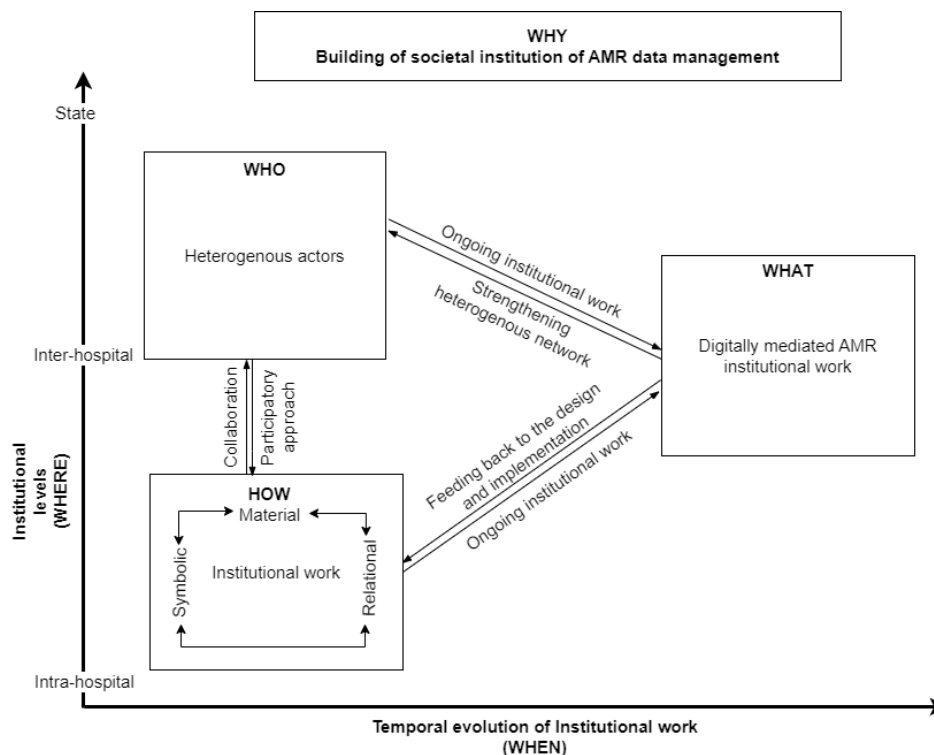 WHY
Building of societal institution of AMR data management
State
WHO
Heterogenous actors
Ongoing institutional work
Strengthening
heterogenous network
WHAT
Digitally mediated AMR
institutional work
Inter-hospital
Collaboration
Participatory
approach
Feeding back to the design
and implementation
Ongoing institutional work
Institutional
levels
(WHERE)
HOW
Material
Symbolic
Institutional work
Relational
Intra-hospital
Temporal evolution of Institutional work
(WHEN)